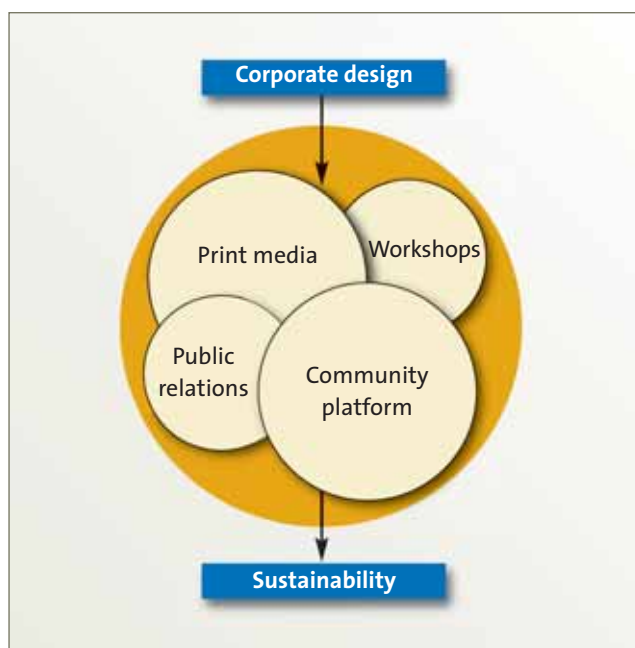 Corporate design
Print media
Workshops
Public
relations
Community
platform
Sustainability